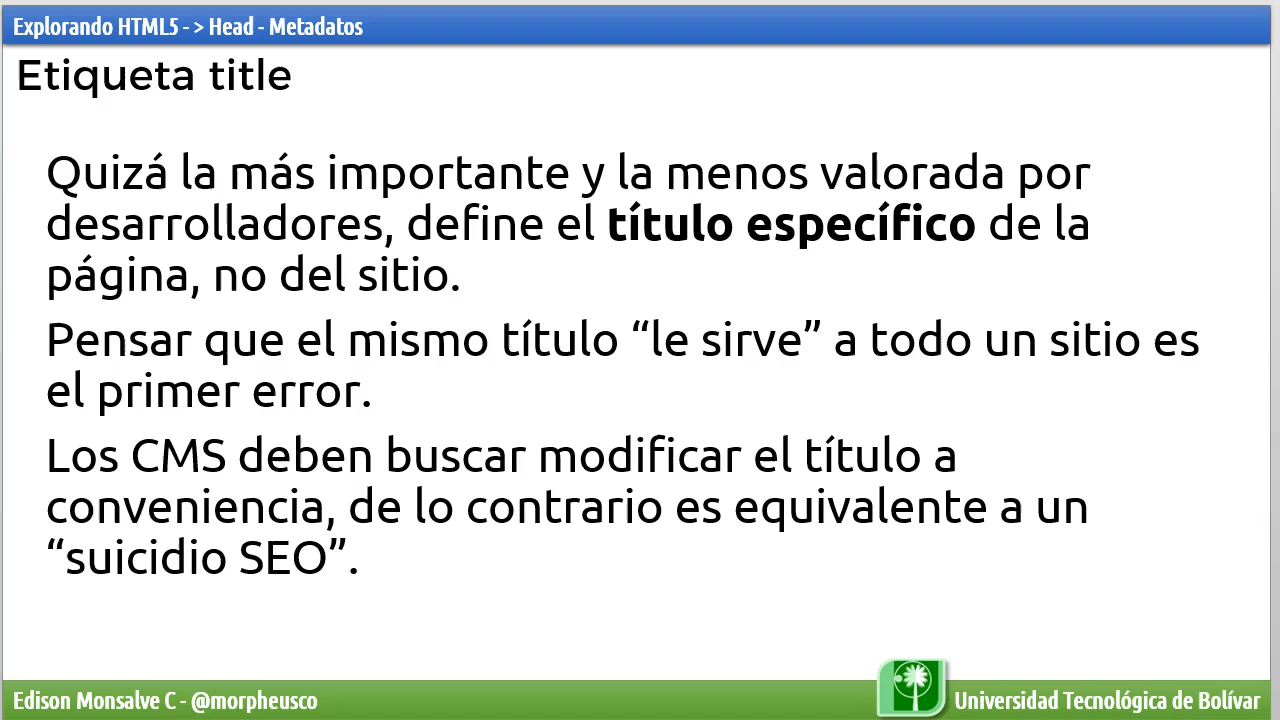 Explorando HTML5 - > Head - Metadatos
Etiqueta title
Quizá la más importante y la menos valorada por
desarrolladores, define el título específico de la
página, no del sitio.
Pensar que el mismo título “le sirve” a todo un sitio es
el primer error.
Los CMS deben buscar modificar el título a
conveniencia, de lo contrario es equivalente a un
“suicidio SEO”.
Edison Monsalve C - @morpheusco
Universidad Tecnológica de Bolívar